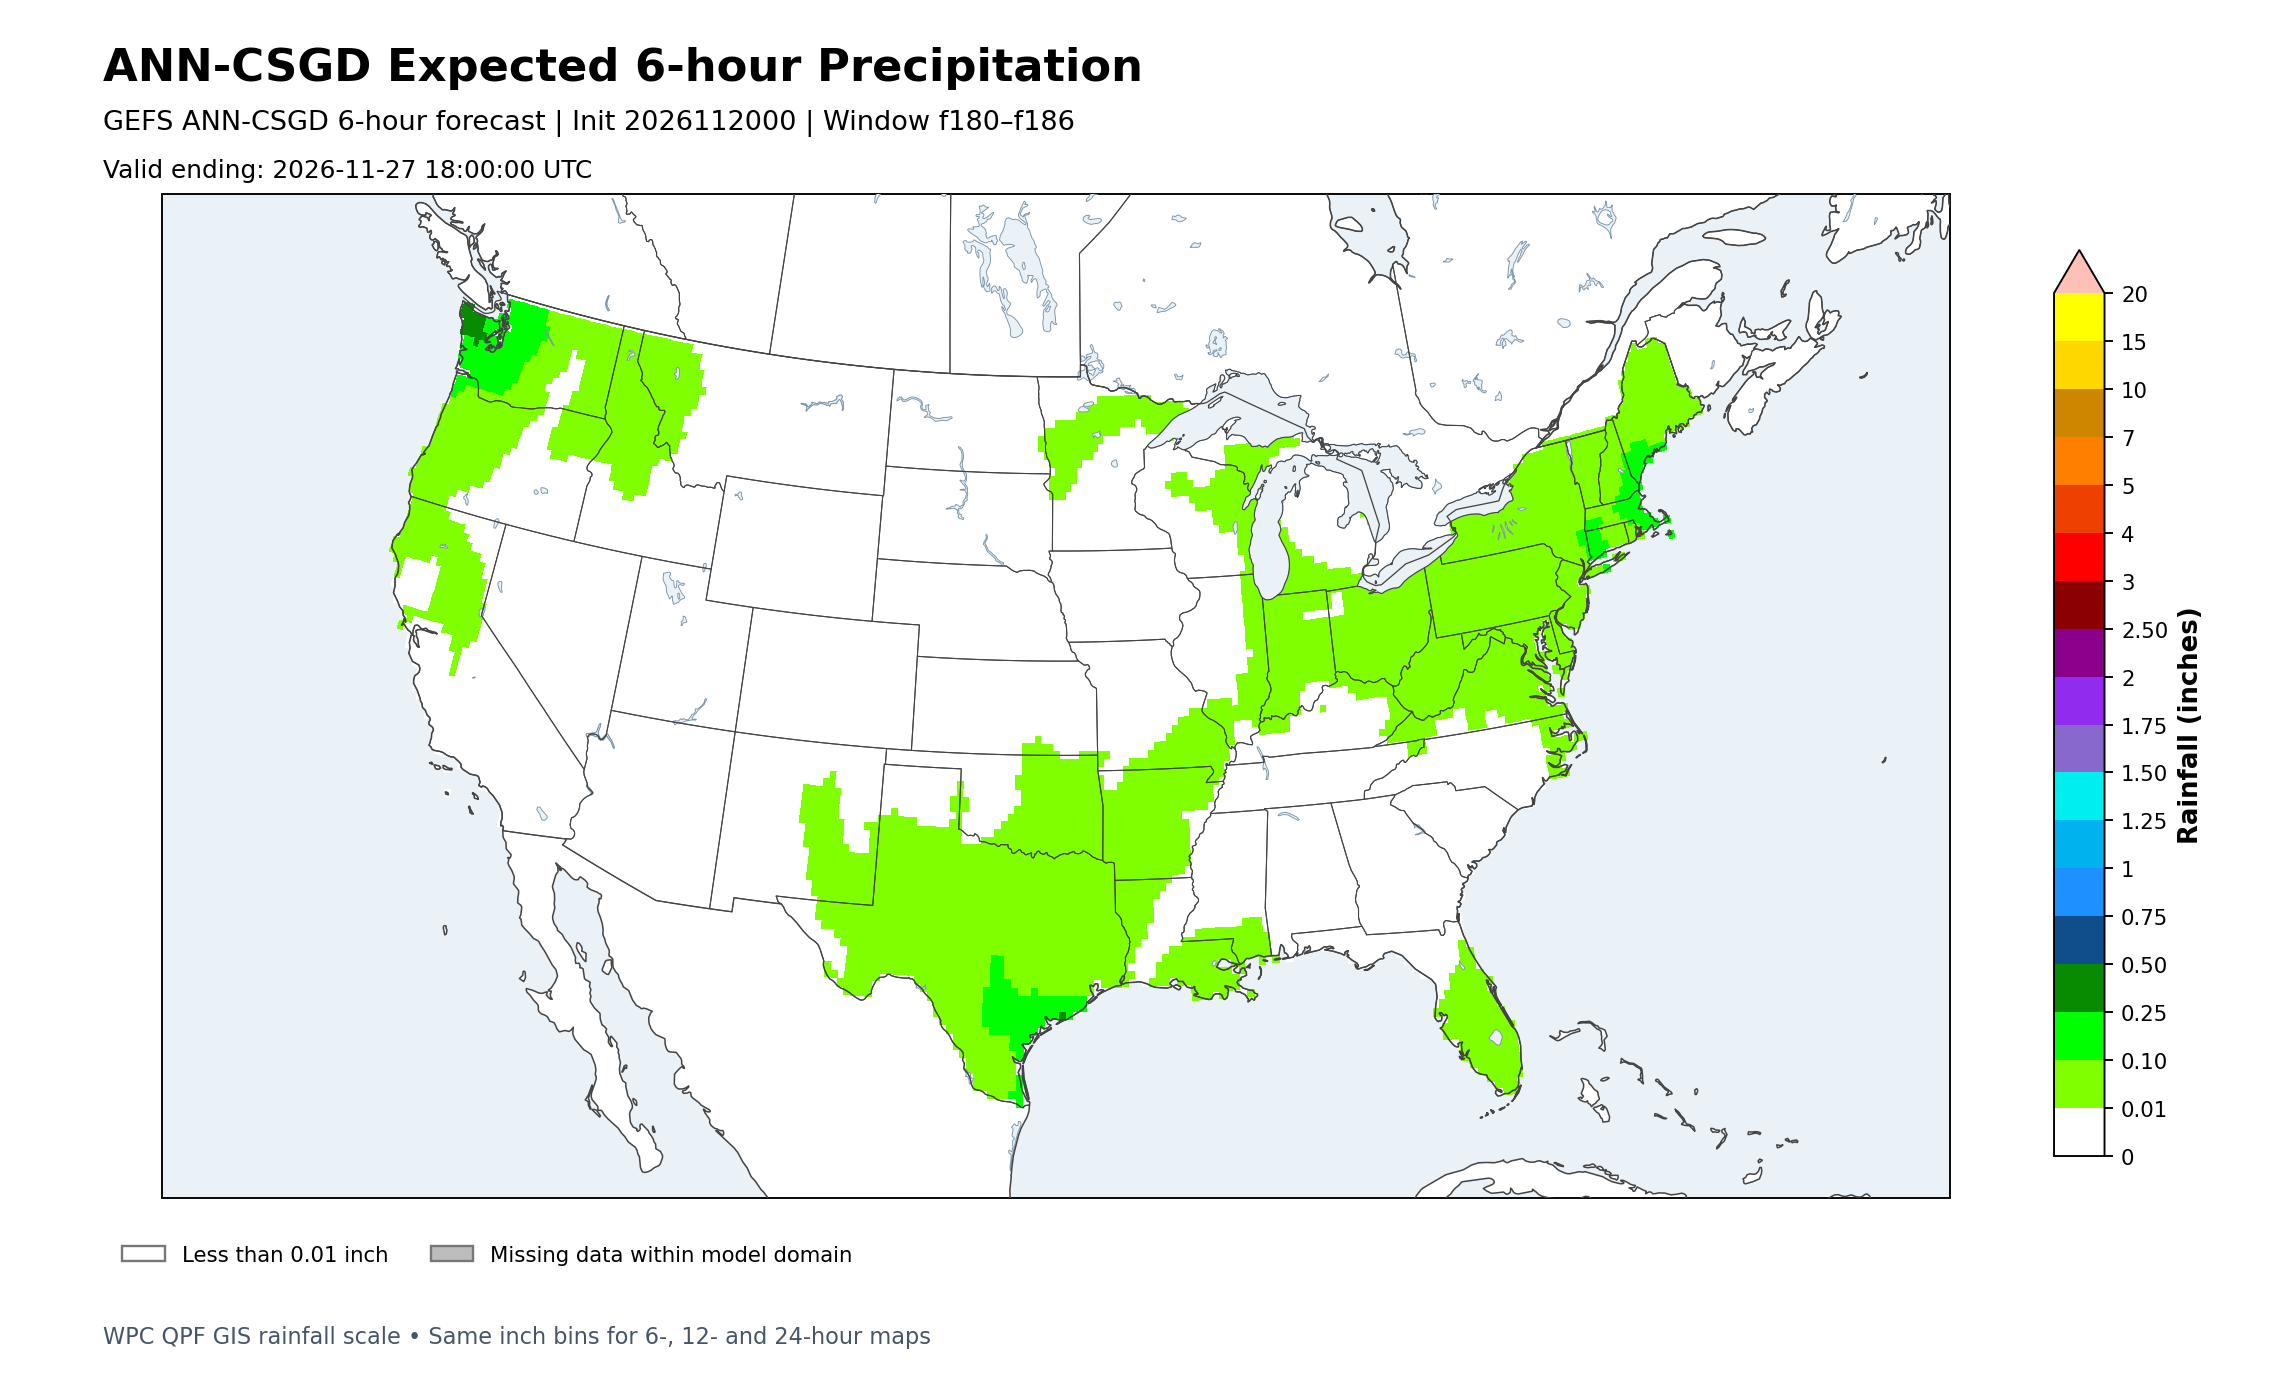 ANN-CSGD Expected 6-hour Precipitation
GEFS ANN-CSGD 6-hour forecast | Init 2026112000 | Window f180–f186
Valid ending: 2026-11-27 18:00:00 UTC
20
15
10
7
5
4
3
2.50
2
1.75
1.50
1.25
1
0.75
0.50
0.25
0.10
0.01
0
Rainfall (inches)
Less than 0.01 inch
Missing data within model domain
WPC QPF GIS rainfall scale • Same inch bins for 6-, 12- and 24-hour maps